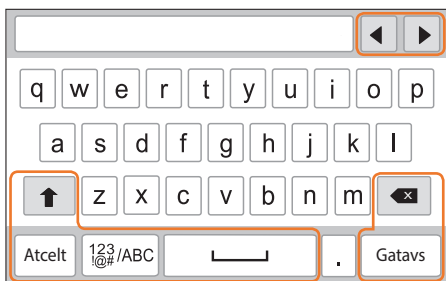 q w e r t y u i o p
a s d f g h j k l
z x c v b n m
Atcelt 123 !@# /ABC . Gatavs